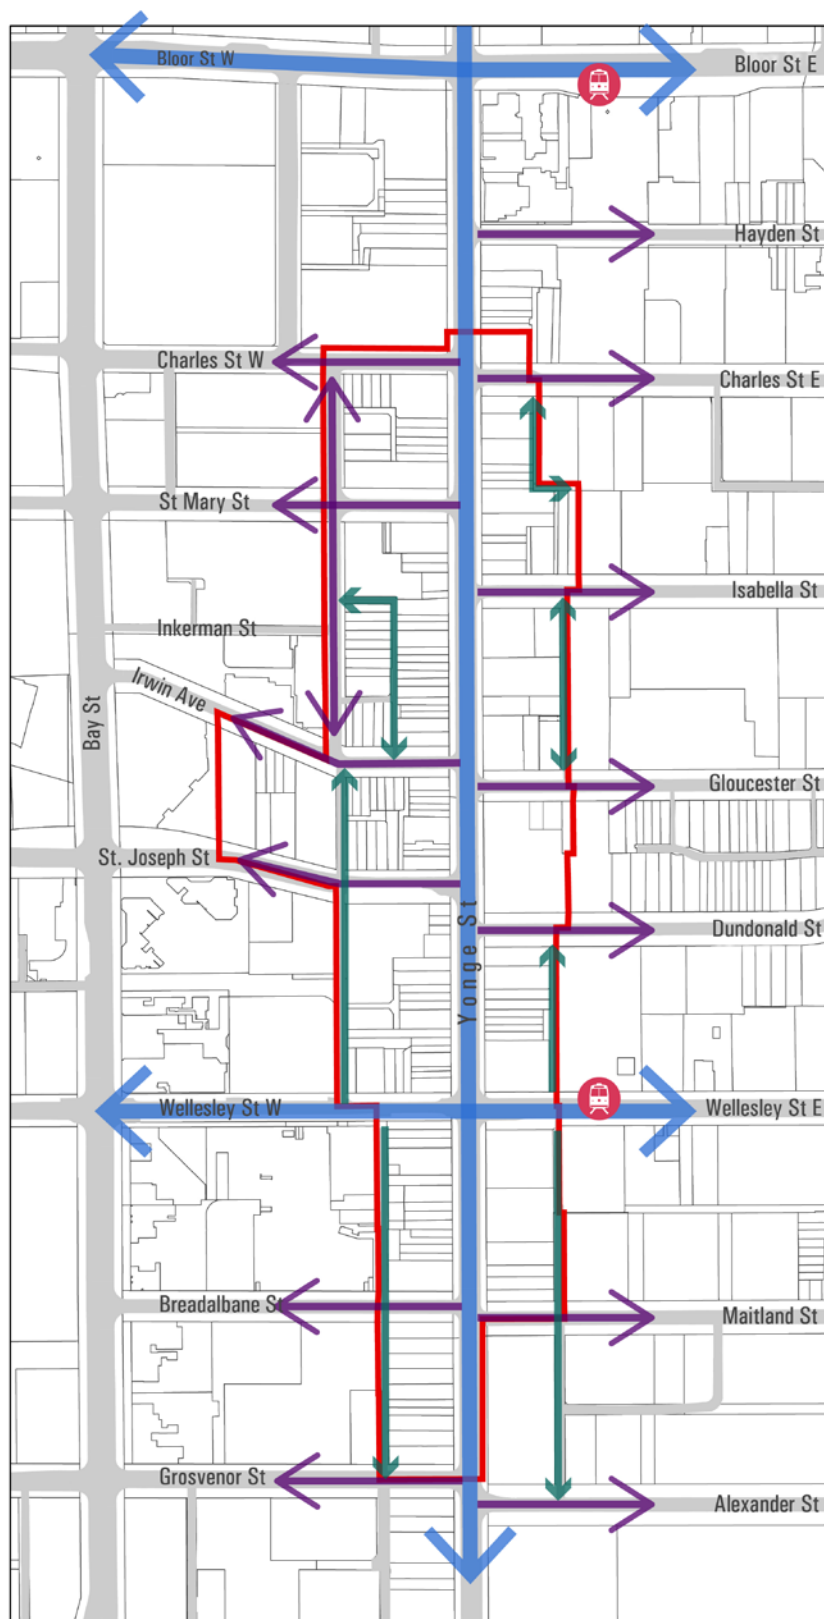 Bloor St W
Bloor St E
Hayden St
Charles St W
Charles St E
St Mary St
Isabella St
Inkerman St
Irwin Ave
Bay St
Gloucester St
St. Joseph St
Yonge St
Dundonald St
Wellesley St W
Wellesley St E
Breadalbane St
Maitland St
Grosvenor St
Alexander St